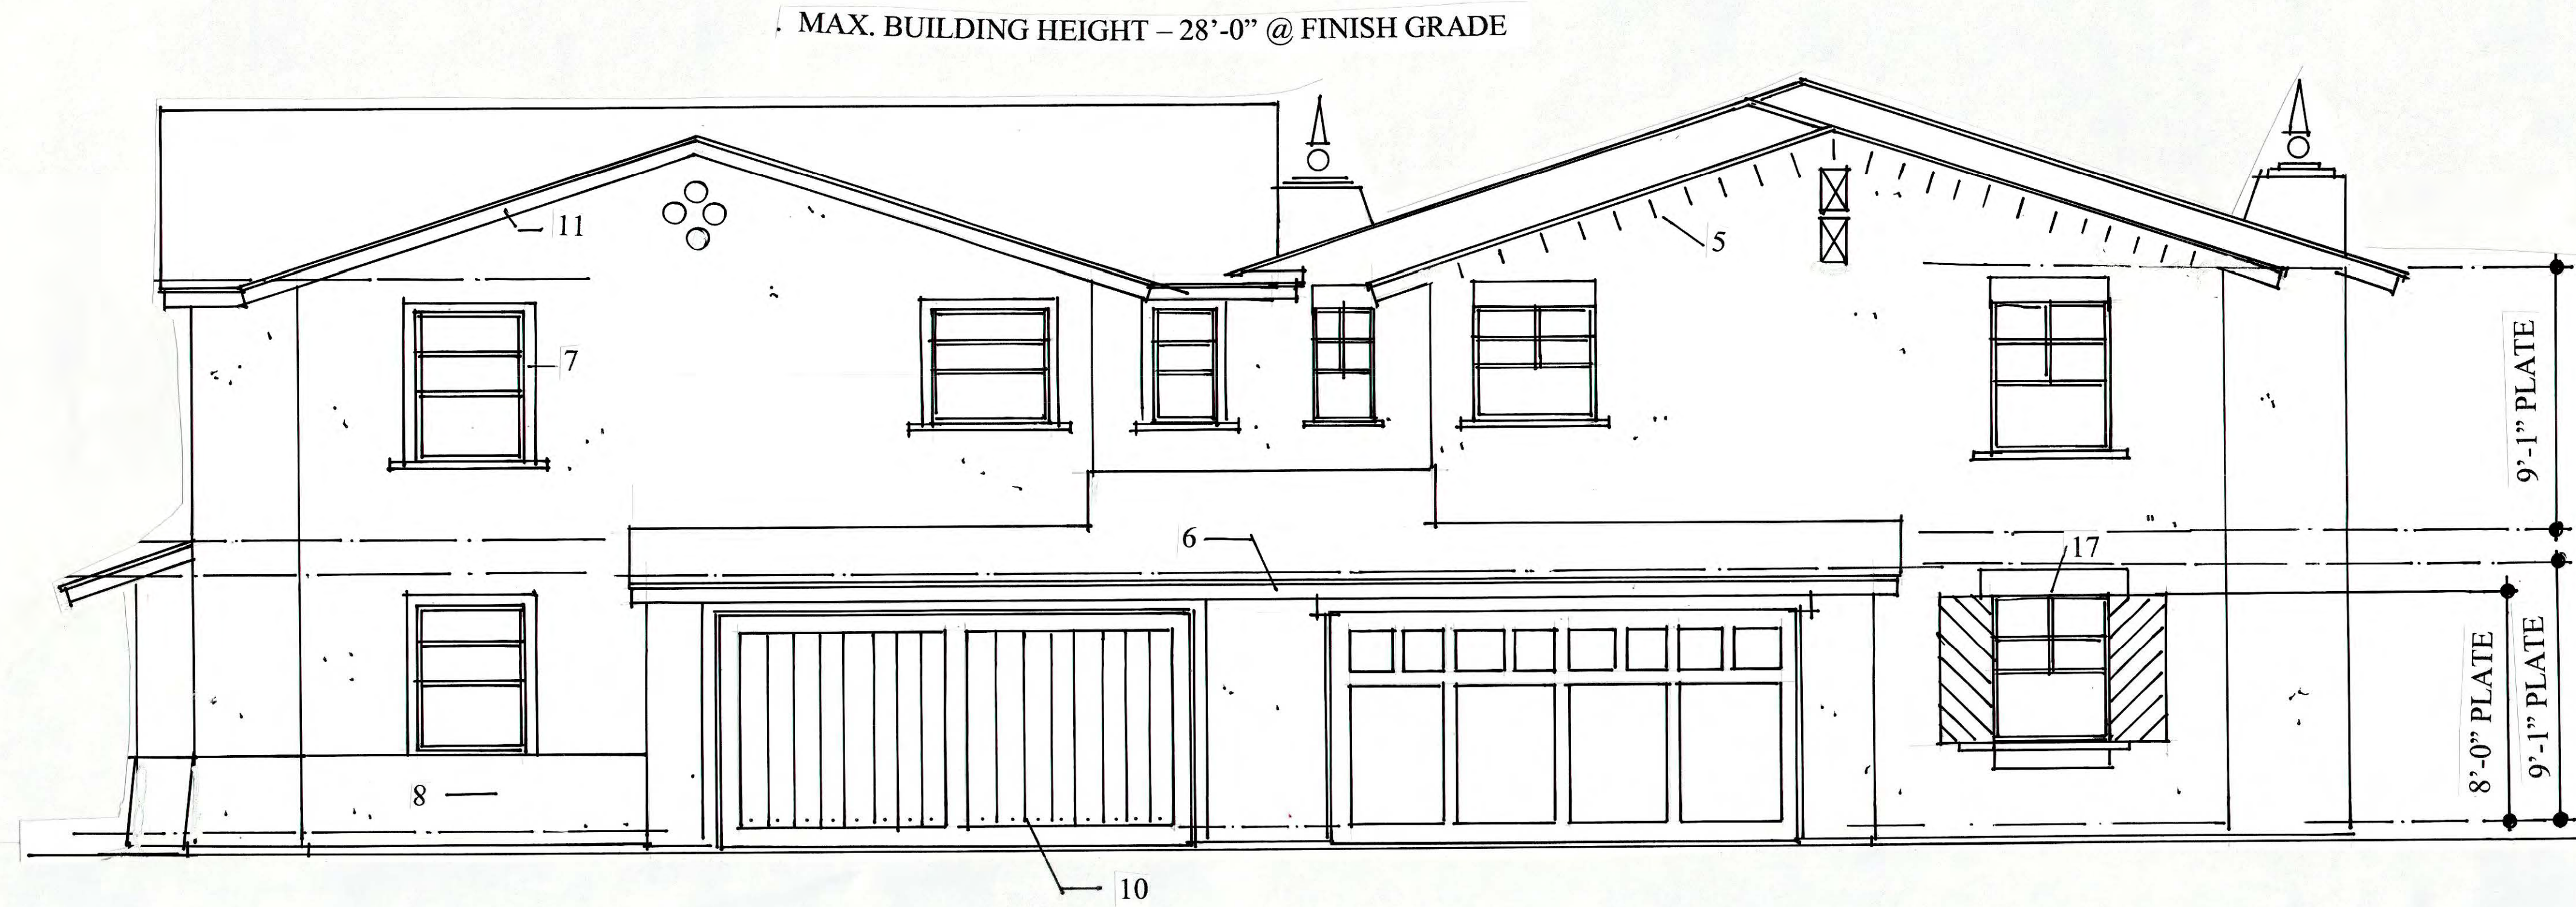 . MAX. BUILDING HEIGHT – 28’-0” @ FINISH GRADE
11
5
7
9’-1” PLATE
6
17
8’-0” PLATE
9’-1” PLATE
8
10